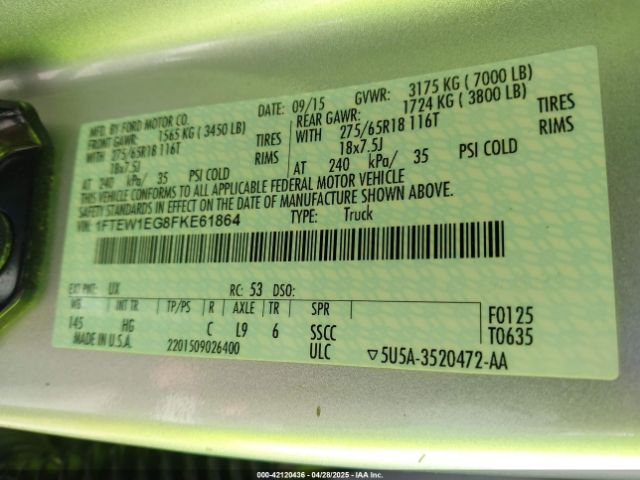 MFD. BY FORD MOTOR CO.
DATE: 09/15 GVWR: 3175 KG ( 7000 LB)
FRONT GAWR: 1565 KG ( 3450 LB) REAR GAWR: 1724 KG ( 3800 LB)
WITH 275/65R18 116T TIRES WITH 275/65R18 116T TIRES
18x7.5J RIMS 18x7.5J RIMS
AT 240 kPa/ 35 PSI COLD AT 240 kPa/ 35 PSI COLD
THIS VEHICLE CONFORMS TO ALL APPLICABLE FEDERAL MOTOR VEHICLE
SAFETY STANDARDS IN EFFECT ON THE DATE OF MANUFACTURE SHOWN ABOVE.
VIN: 1FTEW1EG8FKE61864 TYPE: Truck
EXT PNT: UX RC: 53 DSO:
WB INT TR TP/PS R AXLE TR SPR F0125
145 HG C L9 6 SSCC T0635
MADE IN U.S.A. 2201509026400 ULC ▽5U5A-3520472-AA
000-42120436 - 04/28/2025 - IAA Inc.